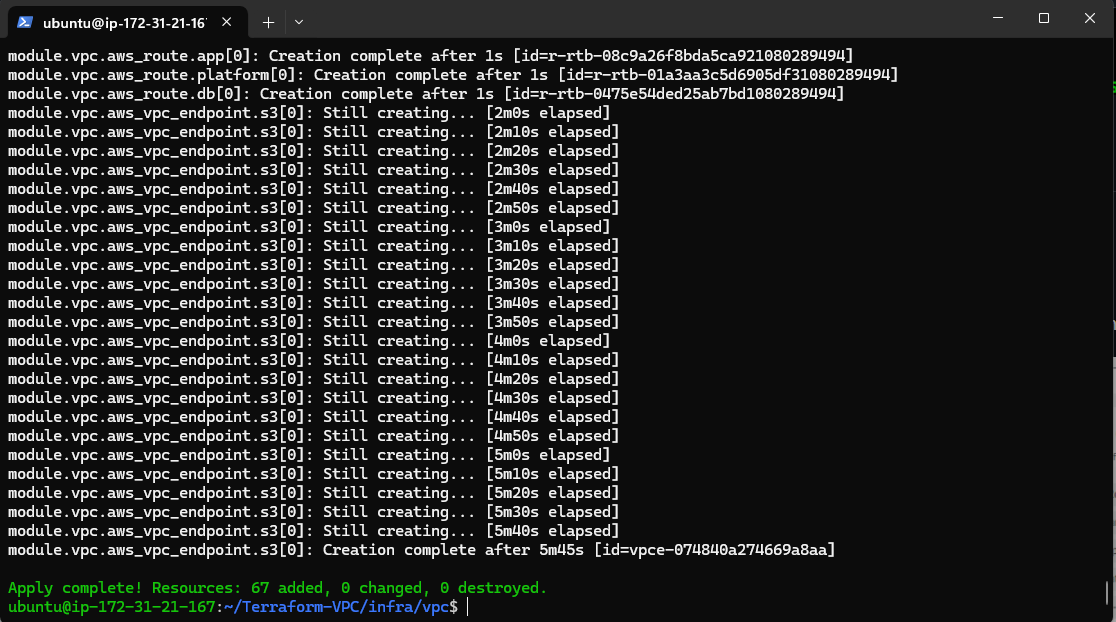 ubuntu@ip-172-31-21-16
module.vpc.aws_route.app[0]: Creation complete after 1s [id=r-rtb-08c9a26f8bda5ca921080289494]
module.vpc.aws_route.platform[0]: Creation complete after 1s [id=r-rtb-01a3aa3c5d6905df31080289494]
module.vpc.aws_route.db[0]: Creation complete after 1s [id=r-rtb-0475e54ded25ab7bd1080289494]
module.vpc.aws_vpc_endpoint.s3[0]: Still creating... [2m0s elapsed]
module.vpc.aws_vpc_endpoint.s3[0]: Still creating... [2m10s elapsed]
module.vpc.aws_vpc_endpoint.s3[0]: Still creating... [2m20s elapsed]
module.vpc.aws_vpc_endpoint.s3[0]: Still creating... [2m30s elapsed]
module.vpc.aws_vpc_endpoint.s3[0]: Still creating... [2m40s elapsed]
module.vpc.aws_vpc_endpoint.s3[0]: Still creating... [2m50s elapsed]
module.vpc.aws_vpc_endpoint.s3[0]: Still creating... [3m0s elapsed]
module.vpc.aws_vpc_endpoint.s3[0]: Still creating... [3m10s elapsed]
module.vpc.aws_vpc_endpoint.s3[0]: Still creating... [3m20s elapsed]
module.vpc.aws_vpc_endpoint.s3[0]: Still creating... [3m30s elapsed]
module.vpc.aws_vpc_endpoint.s3[0]: Still creating... [3m40s elapsed]
module.vpc.aws_vpc_endpoint.s3[0]: Still creating... [3m50s elapsed]
module.vpc.aws_vpc_endpoint.s3[0]: Still creating... [4m0s elapsed]
module.vpc.aws_vpc_endpoint.s3[0]: Still creating... [4m10s elapsed]
module.vpc.aws_vpc_endpoint.s3[0]: Still creating... [4m20s elapsed]
module.vpc.aws_vpc_endpoint.s3[0]: Still creating... [4m30s elapsed]
module.vpc.aws_vpc_endpoint.s3[0]: Still creating... [4m40s elapsed]
module.vpc.aws_vpc_endpoint.s3[0]: Still creating... [4m50s elapsed]
module.vpc.aws_vpc_endpoint.s3[0]: Still creating... [5m0s elapsed]
module.vpc.aws_vpc_endpoint.s3[0]: Still creating... [5m10s elapsed]
module.vpc.aws_vpc_endpoint.s3[0]: Still creating... [5m20s elapsed]
module.vpc.aws_vpc_endpoint.s3[0]: Still creating... [5m30s elapsed]
module.vpc.aws_vpc_endpoint.s3[0]: Still creating... [5m40s elapsed]
module.vpc.aws_vpc_endpoint.s3[0]: Creation complete after 5m45s [id=vpce-074840a274669a8aa]
Apply complete! Resources: 67 added, 0 changed, 0 destroyed.
ubuntu@ip-172-31-21-167:~/Terraform-VPC/infra/vpc$